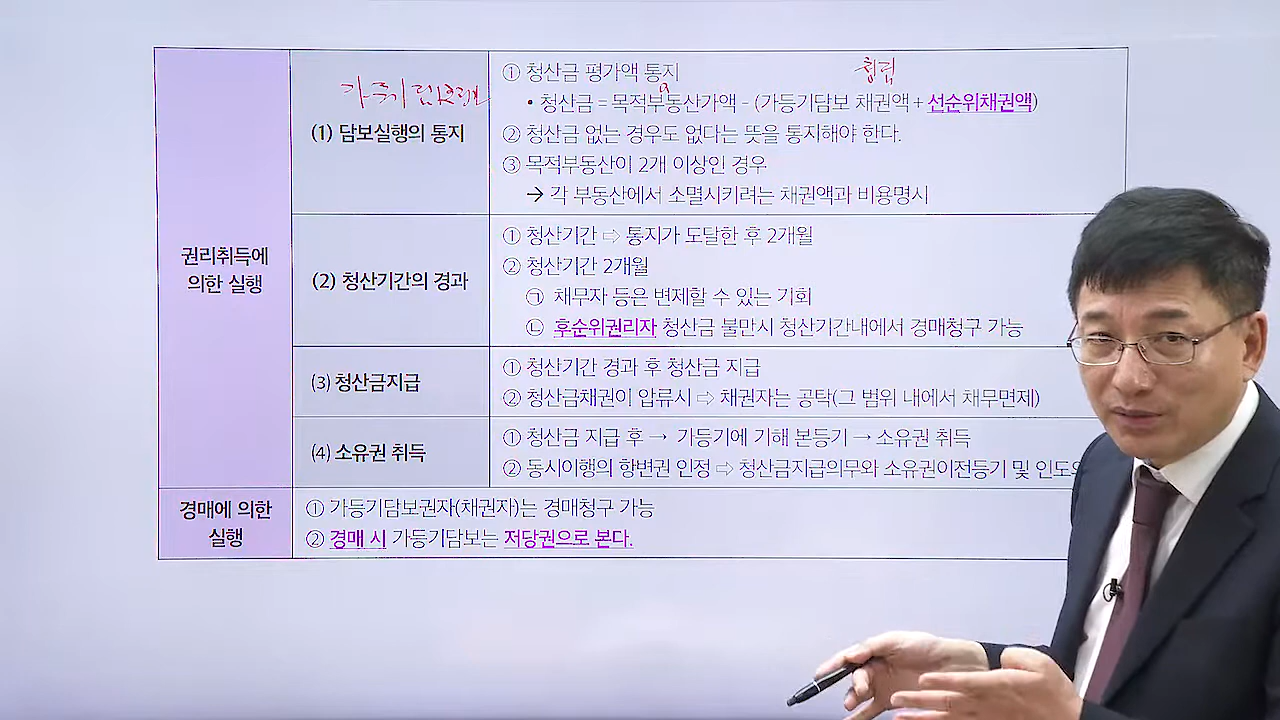 권리취득에
의한 실행
(1) 담보실행의 통지
① 청산금 평가액 통지
• 청산금 = 목적부동산가액 - (가등기담보 채권액 + 선순위채권액)
② 청산금 없는 경우도 없다는 뜻을 통지해야 한다.
③ 목적부동산이 2개 이상인 경우
→ 각 부동산에서 소멸시키려는 채권액과 비용명시
(2) 청산기간의 경과
① 청산기간 ⇨ 통지가 도달한 후 2개월
② 청산기간 2개월
㉠ 채무자 등은 변제할 수 있는 기회
㉡ 후순위권리자 청산금 불만시 청산기간내에서 경매청구 가능
(3) 청산금지급
① 청산기간 경과 후 청산금 지급
② 청산금채권이 압류시 ⇨ 채권자는 공탁(그 범위 내에서 채무면제)
(4) 소유권 취득
① 청산금 지급 후 → 가등기에 기해 본등기 → 소유권 취득
② 동시이행의 항변권 인정 ⇨ 청산금지급의무와 소유권이전등기 및 인도
경매에 의한
실행
① 가등기담보권자(채권자)는 경매청구 가능
② 경매 시 가등기담보는 저당권으로 본다.